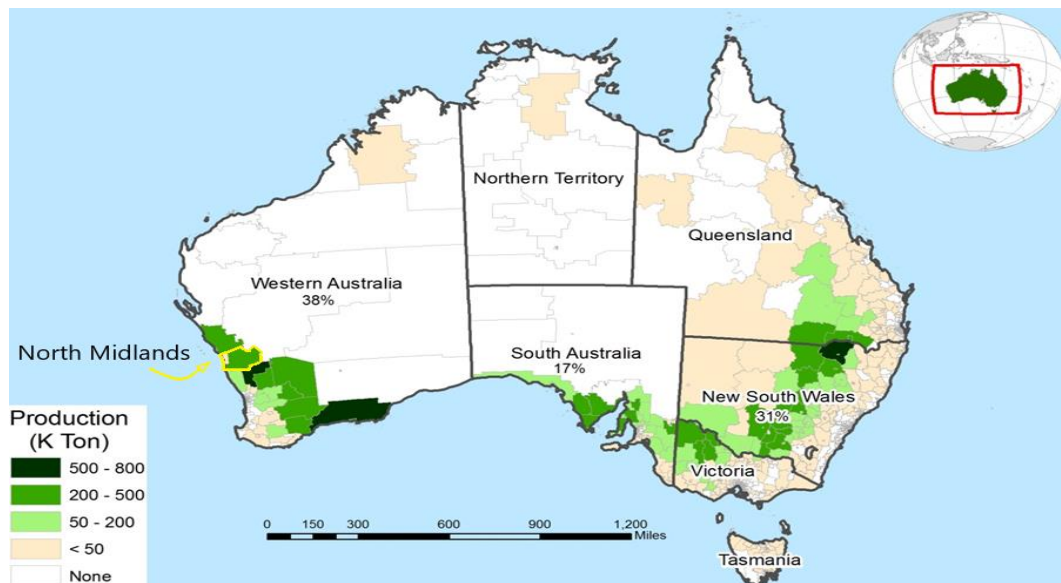 Northern Territory
Queensland
Western Australia
38%
North Midlands
South Australia
17%
New South Wales
31%
Victoria
Tasmania
Production
(K Ton)
500 - 800
200 - 500
50 - 200
< 50
None
0 150 300 600 900 1,200
Miles